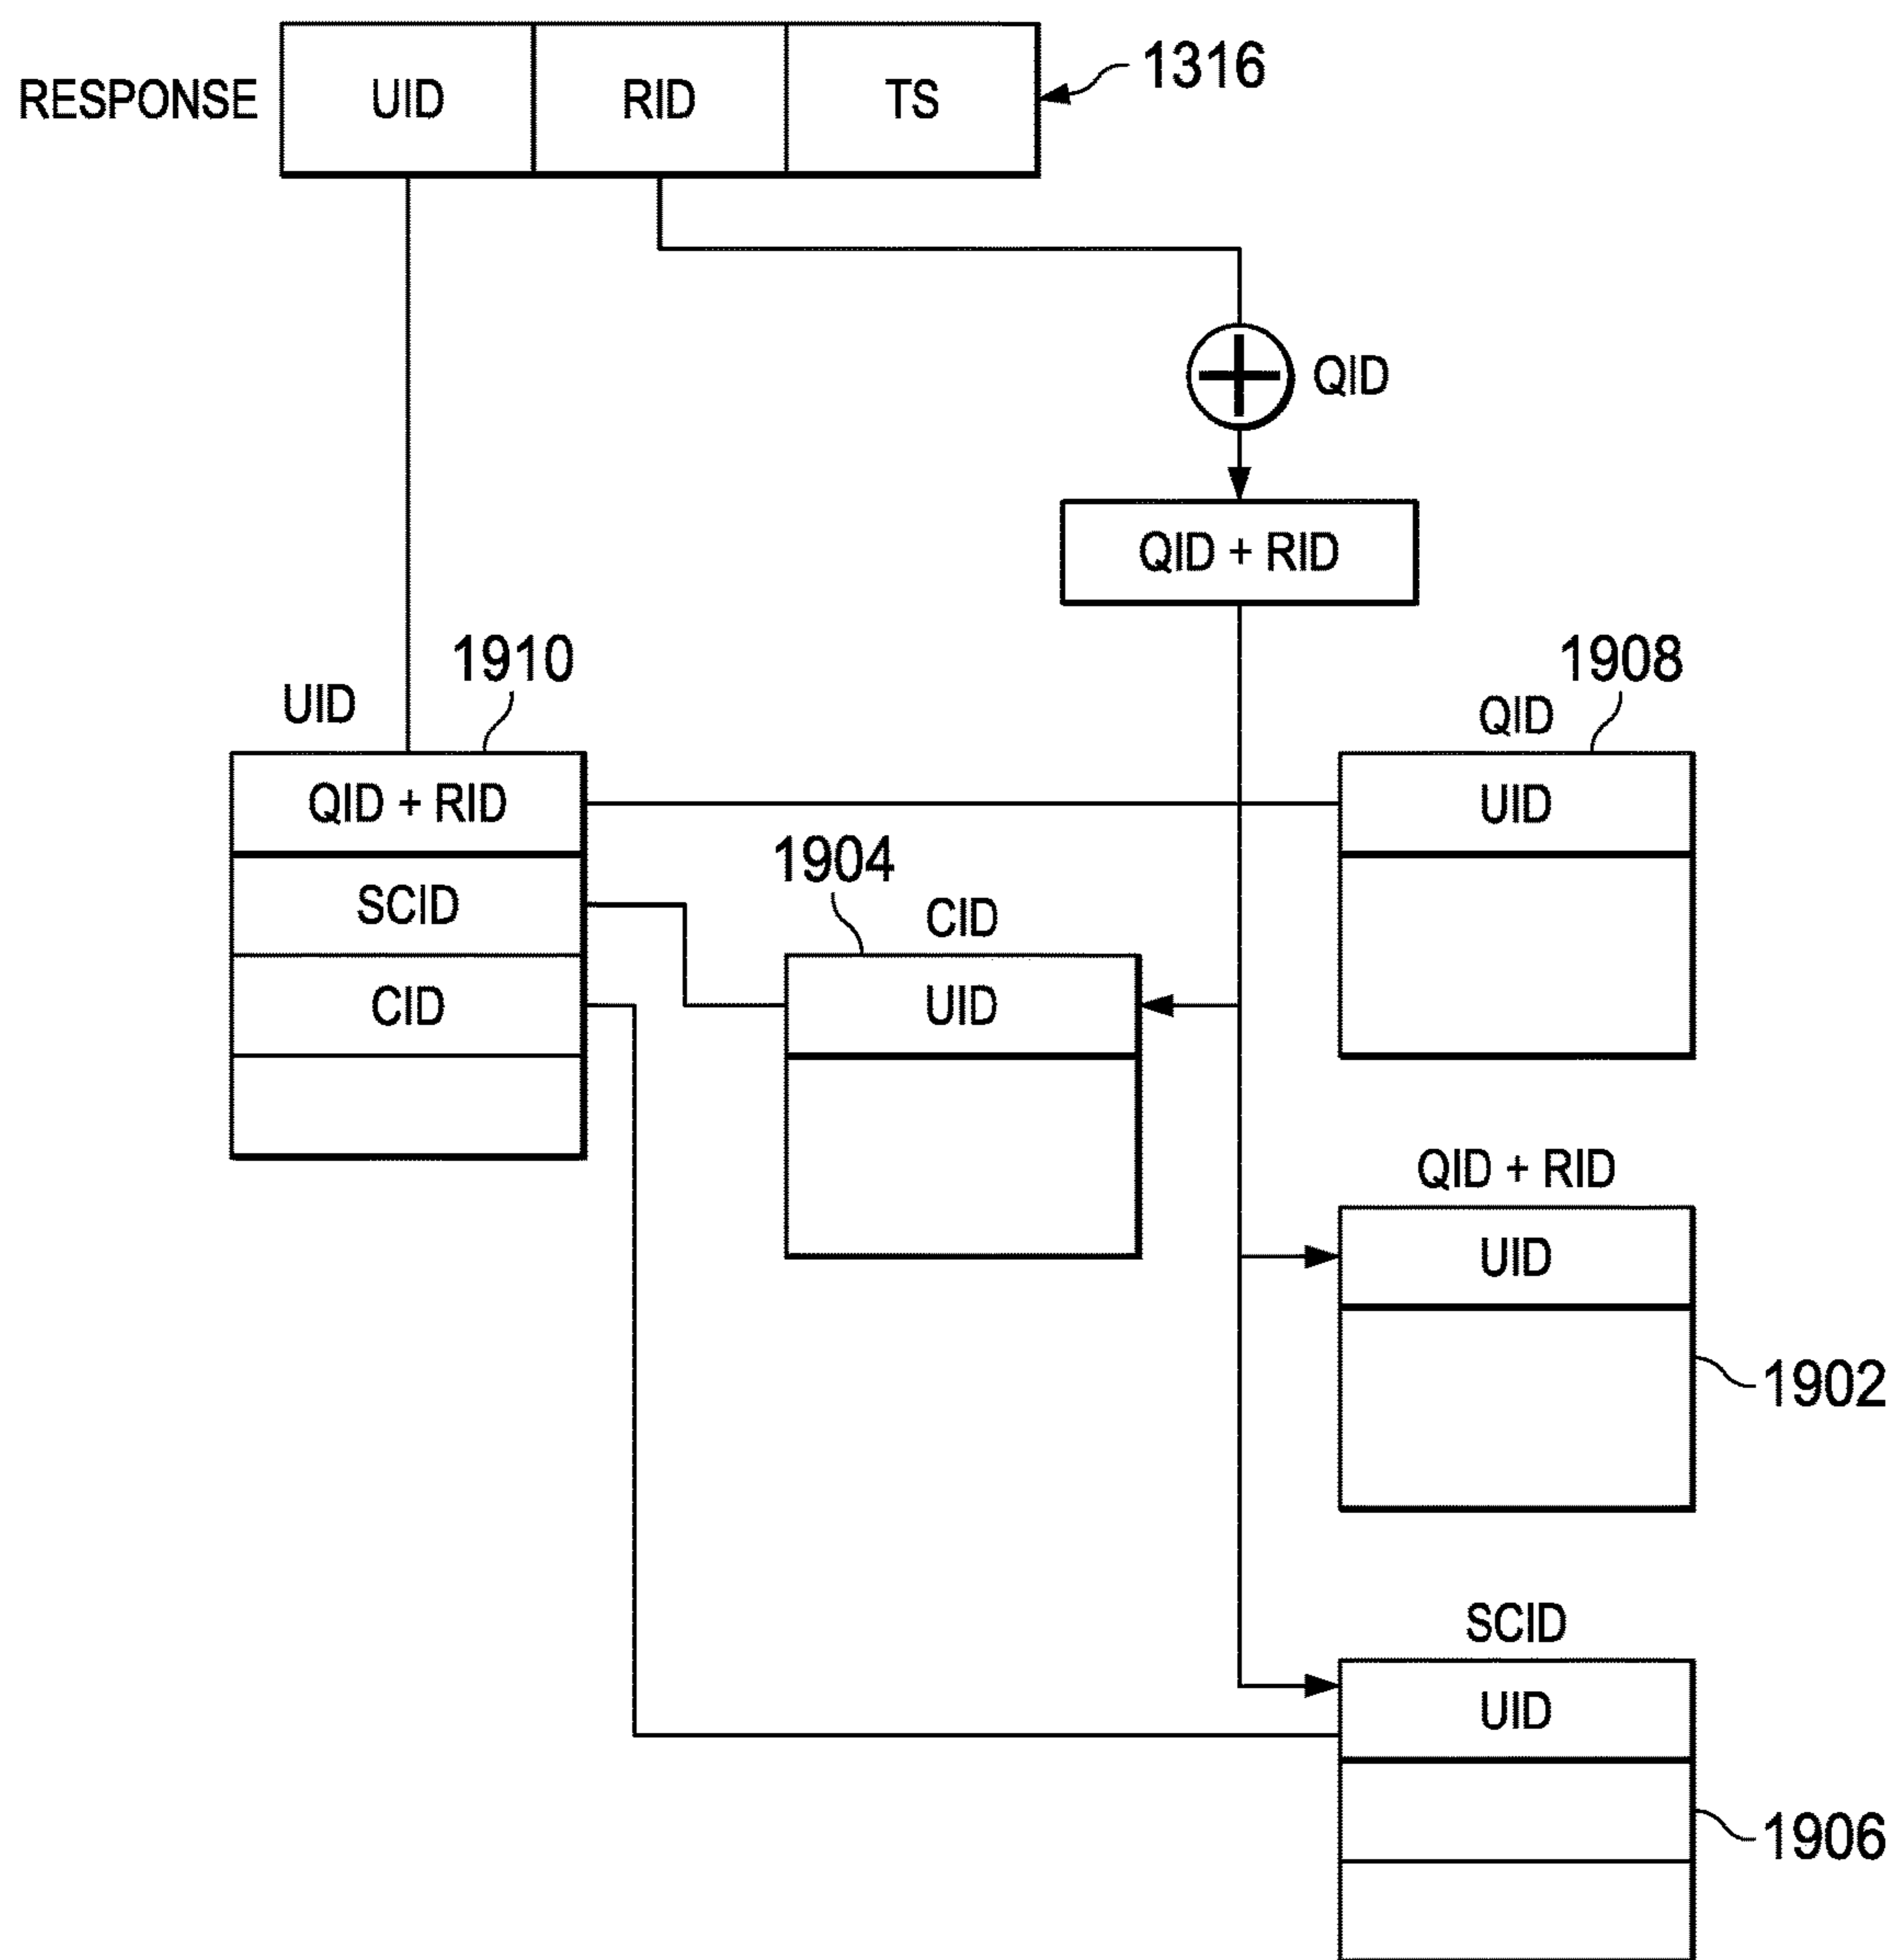 RESPONSE UID RID TS 1316
QID
QID + RID
1910
1908
UID
QID
QID + RID
UID
1904
SCID
CID
CID
UID
QID + RID
UID
1902
SCID
UID
1906